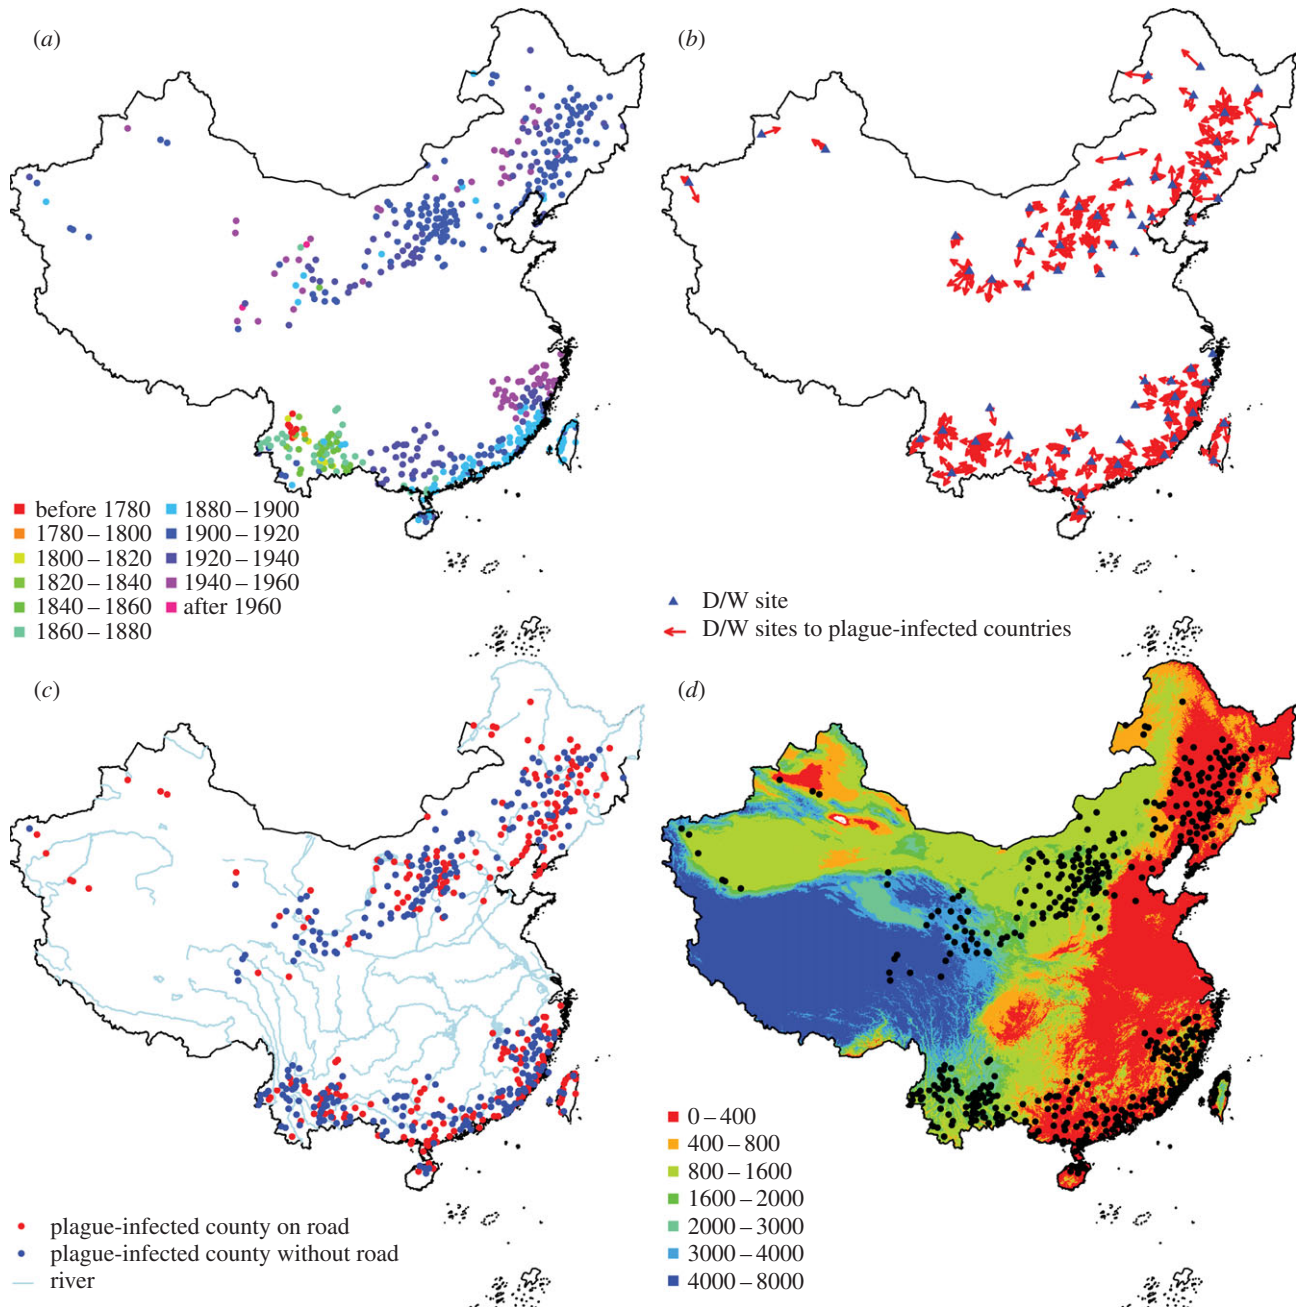 (a)
(b)
before 1780
1780 – 1800
1800 – 1820
1820 – 1840
1840 – 1860
1860 – 1880
1880 – 1900
1900 – 1920
1920 – 1940
1940 – 1960
after 1960
D/W site
D/W sites to plague-infected countries
(c)
(d)
plague-infected county on road
plague-infected county without road
river
0 – 400
400 – 800
800 – 1600
1600 – 2000
2000 – 3000
3000 – 4000
4000 – 8000